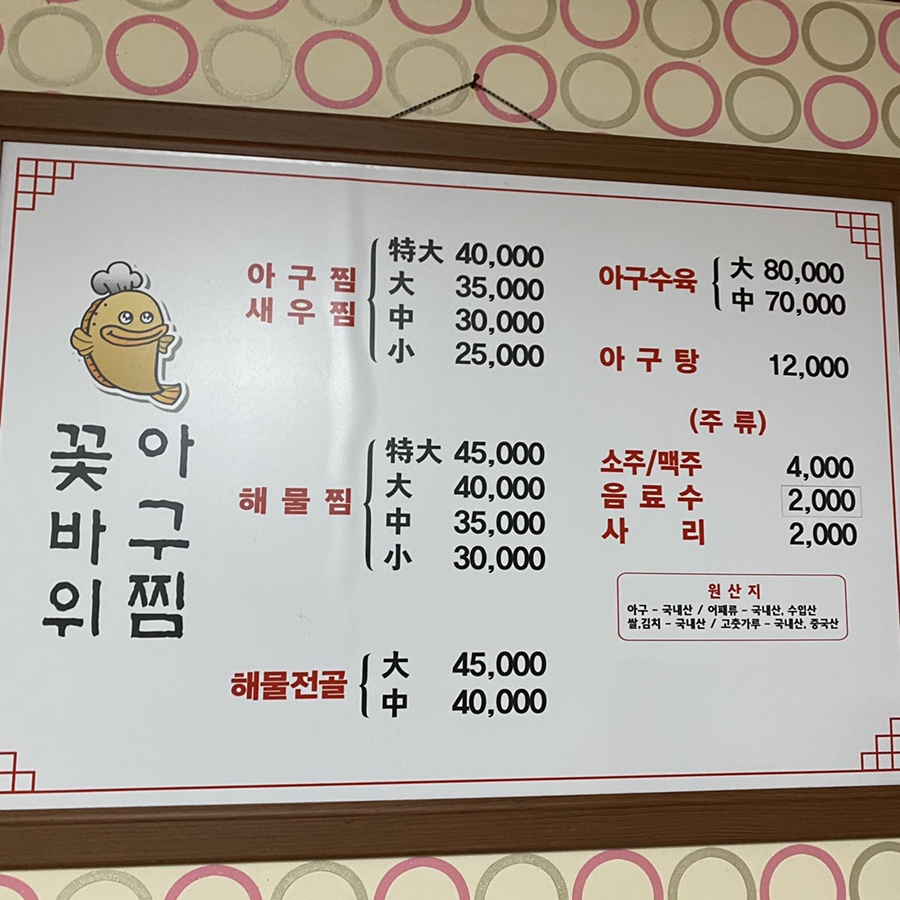 꽃바위
아구찜
아구찜
새우찜
特大 40,000
大 35,000
中 30,000
小 25,000
해물찜
特大 45,000
大 40,000
中 35,000
小 30,000
해물전골
大 45,000
中 40,000
아구수육
大 80,000
中 70,000
아구탕 12,000
(주류)
소주/맥주 4,000
음료수 2,000
사리 2,000
원산지
아구 - 국내산 / 어패류 - 국내산, 수입산
쌀,김치 - 국내산 / 고춧가루 - 국내산, 중국산